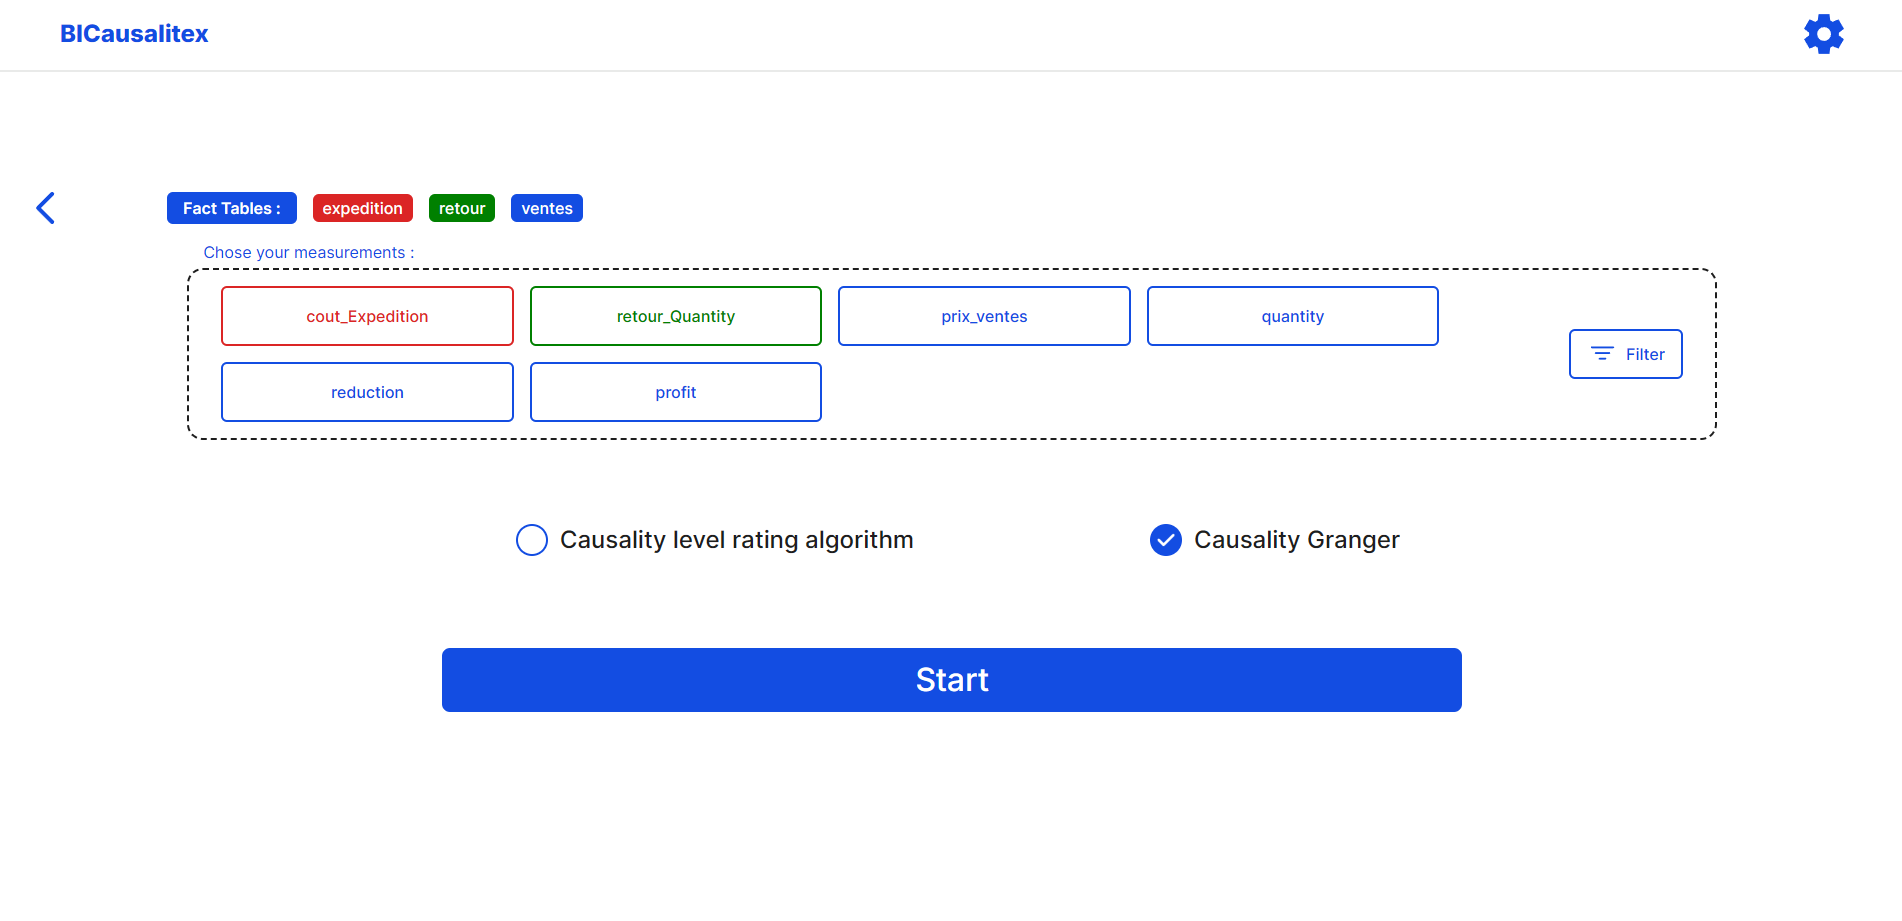 BICausalitex
Fact Tables : expedition retour ventes
Chose your measurements :
cout_Expedition retour_Quantity prix_ventes quantity
Filter
reduction profit
Causality level rating algorithm Causality Granger
Start